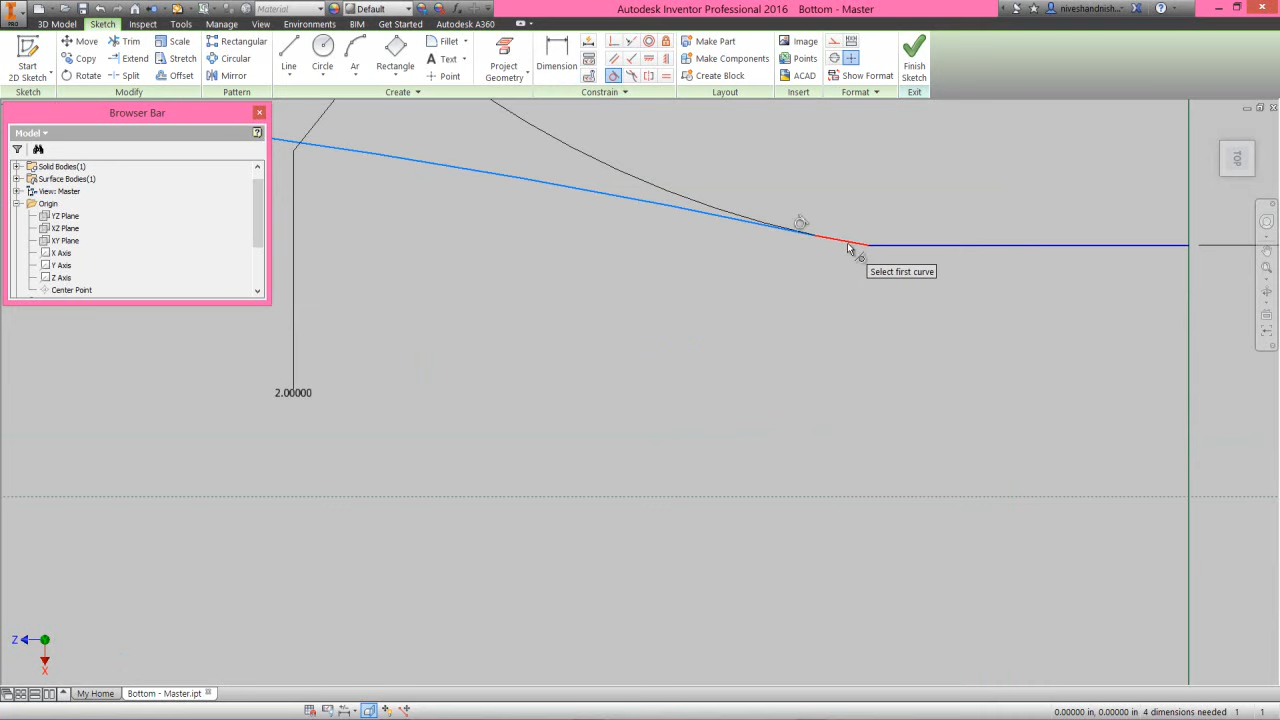 PRO
Material
Default
Autodesk Inventor Professional 2016 Bottom - Master
niveshandnish...
3D Model Sketch Inspect Tools Manage View Environments BIM Get Started Autodesk A360
Start
2D Sketch
Move
Trim
Scale
Copy
Extend
Offset
Rotate
Split
Stretch
Rectangular
Circular
Mirror
Line
Circle
Arc
Rectangle
Fillet
Text
Point
Project
Geometry
Dimension
Make Part
Make Components
Create Block
Image
Points
ACAD
Show Format
Finish
Sketch
Sketch Modify Pattern Create Constrain Layout Insert Format Exit
Browser Bar
Model
Solid Bodies(1)
Surface Bodies(1)
View: Master
Origin
YZ Plane
XZ Plane
XY Plane
X Axis
Y Axis
Z Axis
Center Point
TOP
Select first curve
2.00000
Z
X
My Home Bottom - Master.ipt
0.00000 in, 0.00000 in 4 dimensions needed 1 1